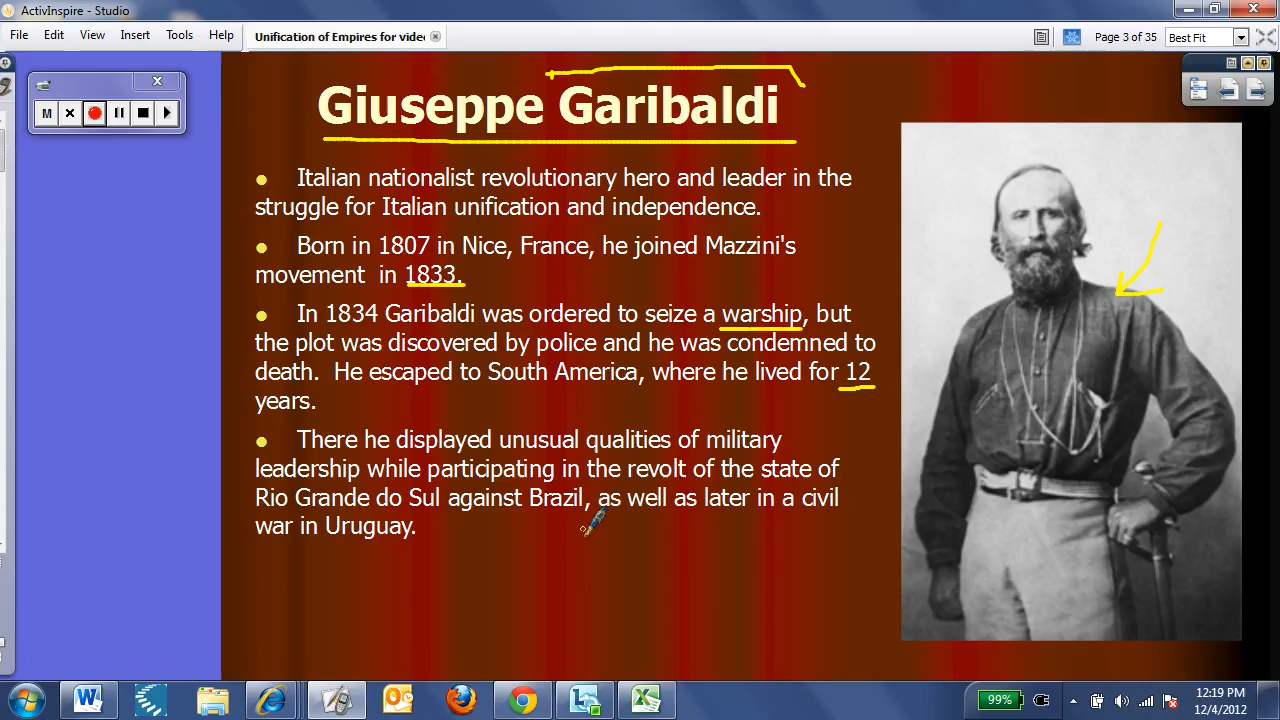 ActivInspire - Studio
File Edit View Insert Tools Help
Unification of Empires for vide
Page 3 of 35
Best Fit
M
Giuseppe Garibaldi
Italian nationalist revolutionary hero and leader in the
struggle for Italian unification and independence.
Born in 1807 in Nice, France, he joined Mazzini's
movement in 1833.
In 1834 Garibaldi was ordered to seize a warship, but
the plot was discovered by police and he was condemned to
death. He escaped to South America, where he lived for 12
years.
There he displayed unusual qualities of military
leadership while participating in the revolt of the state of
Rio Grande do Sul against Brazil, as well as later in a civil
war in Uruguay.
99%
12:19 PM
12/4/2012